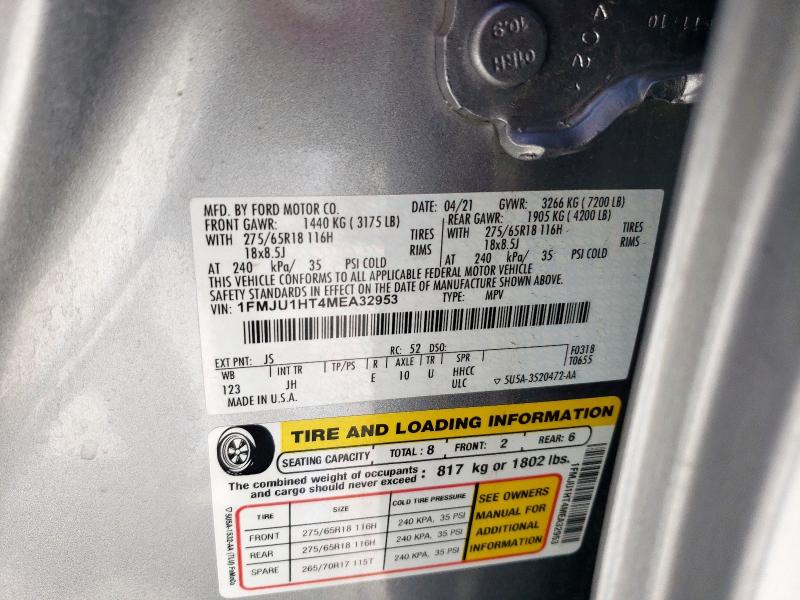 10.9
MFD. BY FORD MOTOR CO. DATE: 04/21 GVWR: 3266 KG ( 7200 LB)
FRONT GAWR: 1440 KG ( 3175 LB) REAR GAWR: 1905 KG ( 4200 LB)
WITH 275/65R18 116H TIRES WITH 275/65R18 116H TIRES
18x8.5J RIMS 18x8.5J RIMS
AT 240 kPa/ 35 PSI COLD AT 240 kPa/ 35 PSI COLD
THIS VEHICLE CONFORMS TO ALL APPLICABLE FEDERAL MOTOR VEHICLE
SAFETY STANDARDS IN EFFECT ON THE DATE OF MANUFACTURE SHOWN ABOVE.
VIN: 1FMJU1HT4MEA32953 TYPE: MPV
EXT PNT: JS RC: 52 DSO: F0318
WB INT TR TP/PS R AXLE TR SPR T0655
123 JH E 10 U HHCC
ULC
MADE IN U.S.A. ▽ 5U5A-3520472-AA
TIRE AND LOADING INFORMATION
SEATING CAPACITY TOTAL : 8 FRONT: 2 REAR: 6
The combined weight of occupants and cargo should never exceed : 817 kg or 1802 lbs.
TIRE SIZE COLD TIRE PRESSURE
FRONT 275/65R18 116H 240 KPA, 35 PSI
REAR 275/65R18 116H 240 KPA, 35 PSI
SPARE 265/70R17 115T 240 KPA, 35 PSI
SEE OWNERS
MANUAL FOR
ADDITIONAL
INFORMATION
1FMJU1HT4MEA32953